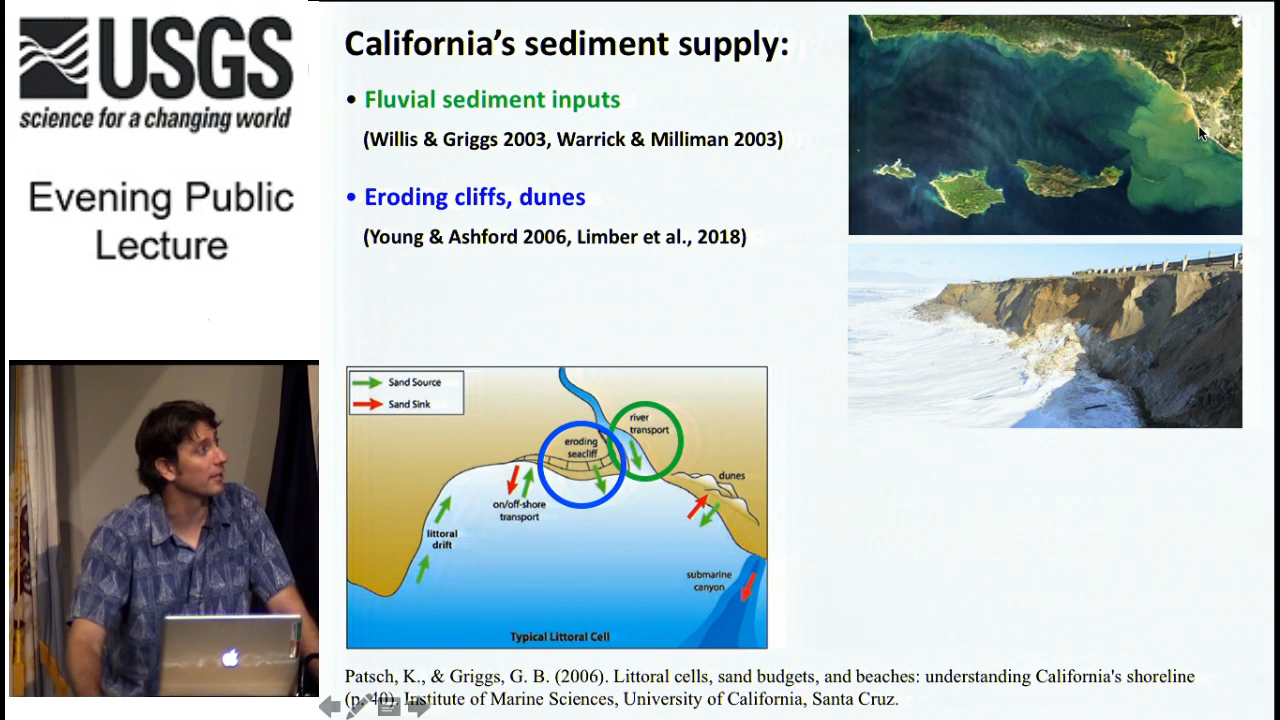 USGS
science for a changing world
Evening Public
Lecture
California's sediment supply:
• Fluvial sediment inputs
(Willis & Griggs 2003, Warrick & Milliman 2003)
• Eroding cliffs, dunes
(Young & Ashford 2006, Limber et al., 2018)
Sand Source
Sand Sink
river
transport
eroding
seacliff
dunes
on/off-shore
transport
littoral
drift
submarine
canyon
Typical Littoral Cell
Patsch, K., & Griggs, G. B. (2006). Littoral cells, sand budgets, and beaches: understanding California's shoreline
(p. 40). Institute of Marine Sciences, University of California, Santa Cruz.